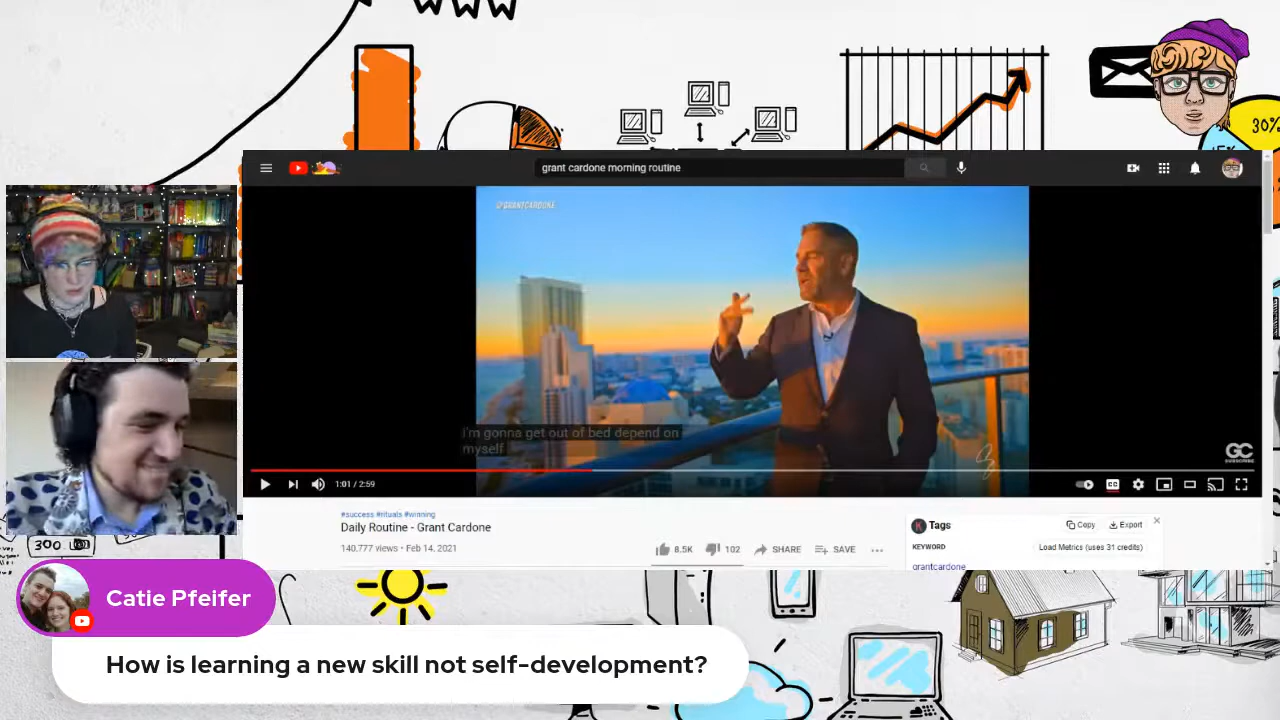 WWW
30%
15%
grant cardone morning routine
@GRANTCARDONE
I'm gonna get out of bed depend on
myself
GC
SUBSCRIBE
1:01 / 2:59
CC
#success #rituals #winning
Daily Routine - Grant Cardone
140,777 views • Feb 14, 2021
8.5K
102
SHARE
SAVE
Tags
Copy
Export
KEYWORD
Load Metrics (uses 31 credits)
grantcardone
300
Catie Pfeifer
How is learning a new skill not self-development?